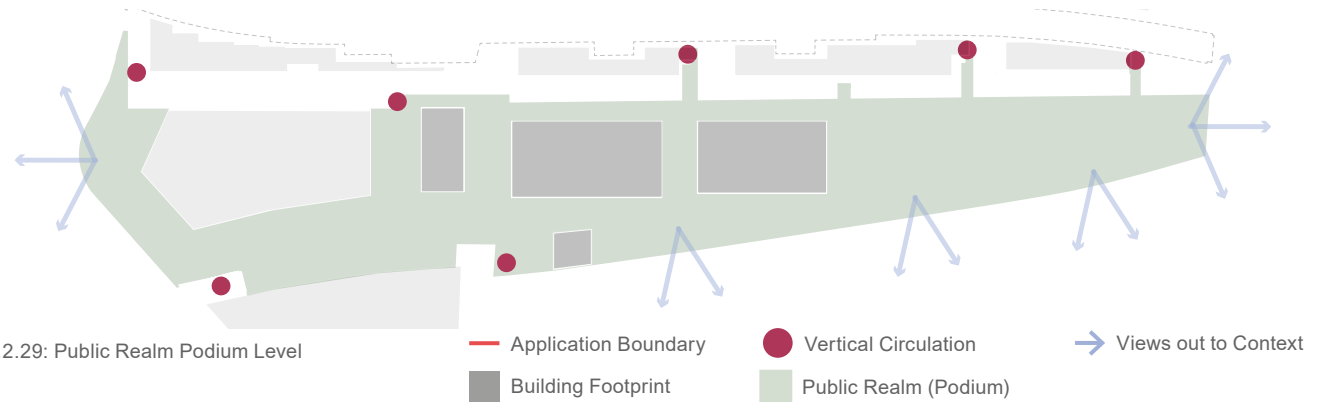 2.29: Public Realm Podium Level
Application Boundary
Vertical Circulation
Views out to Context
Building Footprint
Public Realm (Podium)